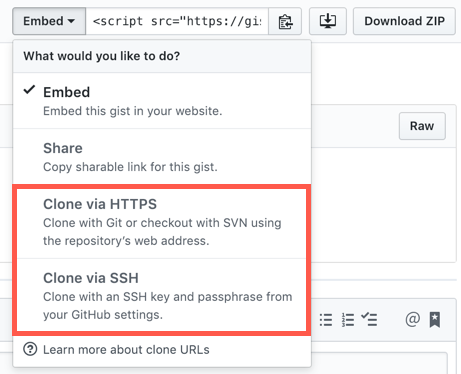 Embed <script src="https://gis Download ZIP
What would you like to do?
Embed
Embed this gist in your website.
Raw
Share
Copy sharable link for this gist.
Clone via HTTPS
Clone with Git or checkout with SVN using
the repository's web address.
Clone via SSH
Clone with an SSH key and passphrase from
your GitHub settings.
@
Learn more about clone URLs